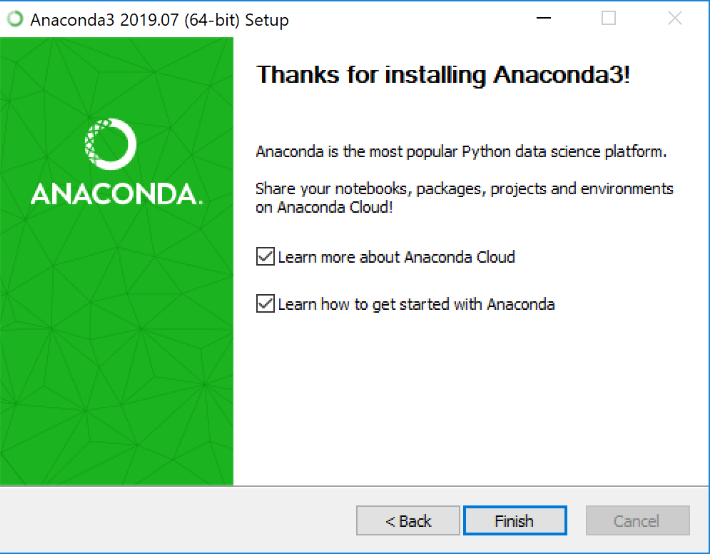 Anaconda3 2019.07 (64-bit) Setup
Thanks for installing Anaconda3!
ANACONDA.
Anaconda is the most popular Python data science platform.
Share your notebooks, packages, projects and environments
on Anaconda Cloud!
Learn more about Anaconda Cloud
Learn how to get started with Anaconda
< Back
Finish
Cancel